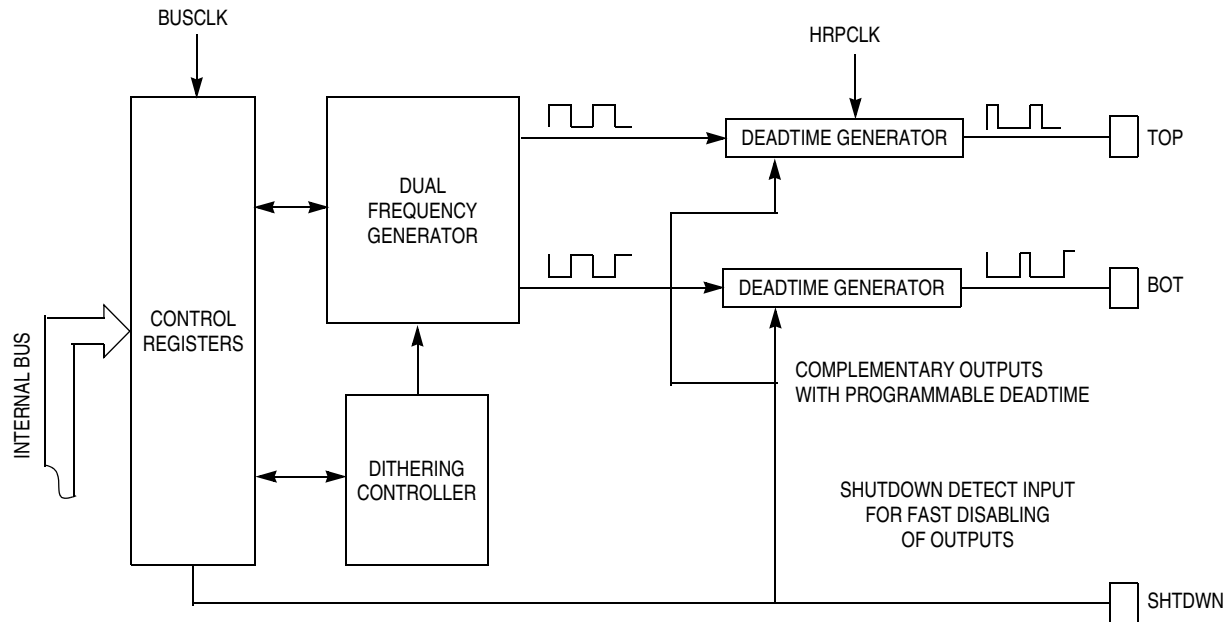 BUSCLK
HRPCLK
DEADTIME GENERATOR
TOP
DUAL
FREQUENCY
GENERATOR
DEADTIME GENERATOR
BOT
INTERNAL BUS
CONTROL
REGISTERS
COMPLEMENTARY OUTPUTS
WITH PROGRAMMABLE DEADTIME
DITHERING
CONTROLLER
SHUTDOWN DETECT INPUT
FOR FAST DISABLING
OF OUTPUTS
SHTDWN